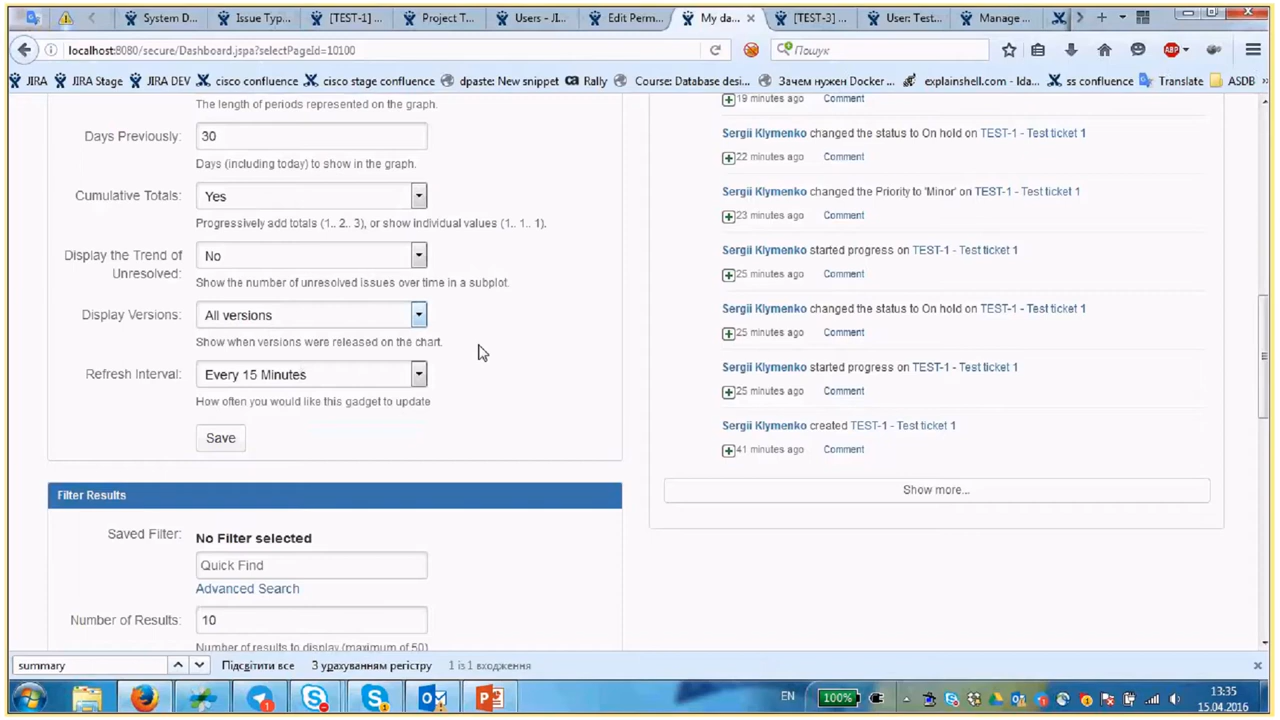 System D...
Issue Typ...
[TEST-1] ...
Project T...
Users - JI...
Edit Perm...
My da...
[TEST-3] ...
User: Test...
Manage ...
localhost:8080/secure/Dashboard.jspa?selectPageId=10100
Пошук
ABP
JIRA
JIRA Stage
JIRA DEV
cisco confluence
cisco stage confluence
dpaste: New snippet
ca Rally
Course: Database desi...
Зачем нужен Docker ...
explainshell.com - Ida...
ss confluence
Translate
ASDB
The length of periods represented on the graph.
Days Previously: 30
Days (including today) to show in the graph.
Cumulative Totals: Yes
Progressively add totals (1.. 2.. 3), or show individual values (1.. 1.. 1).
Display the Trend of
Unresolved: No
Show the number of unresolved issues over time in a subplot.
Display Versions: All versions
Show when versions were released on the chart.
Refresh Interval: Every 15 Minutes
How often you would like this gadget to update
Save
Filter Results
Saved Filter: No Filter selected
Quick Find
Advanced Search
Number of Results: 10
Number of results to display (maximum of 50)
19 minutes ago Comment
Sergii Klymenko changed the status to On hold on TEST-1 - Test ticket 1
22 minutes ago Comment
Sergii Klymenko changed the Priority to 'Minor' on TEST-1 - Test ticket 1
23 minutes ago Comment
Sergii Klymenko started progress on TEST-1 - Test ticket 1
25 minutes ago Comment
Sergii Klymenko changed the status to On hold on TEST-1 - Test ticket 1
25 minutes ago Comment
Sergii Klymenko started progress on TEST-1 - Test ticket 1
25 minutes ago Comment
Sergii Klymenko created TEST-1 - Test ticket 1
41 minutes ago Comment
Show more...
summary
Підсвітити все
З урахуванням регістру
1 із 1 входження
EN
100%
13:35
15.04.2016